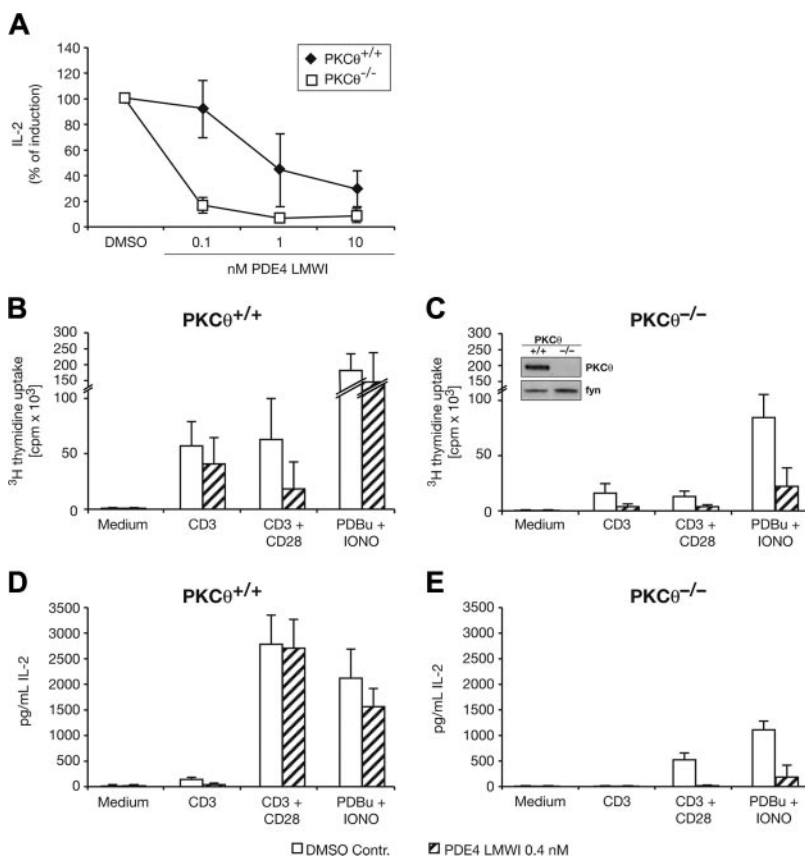 A
140
120
100
80
60
40
20
0
IL-2
(% of induction)
PKCθ+/+
PKCθ-/-
DMSO 0.1 1 10
nM PDE4 LMWI
B
PKCθ+/+
300
250
200
150
100
50
³H thymidine uptake
[cpm x 10³]
Medium CD3 CD3 + CD28 PDBu + IONO
C
PKCθ–/–
PKCθ
+/+ –/–
PKCθ
fyn
300
250
200
150
100
50
0
³H thymidine uptake
[cpm x 10³]
Medium CD3 CD3 + CD28 PDBu + IONO
D
PKCθ+/+
3500
3000
2500
2000
1500
1000
500
0
pg/mL IL-2
Medium CD3 CD3 + CD28 PDBu + IONO
E
PKCθ–/–
3500
3000
2500
2000
1500
1000
500
0
pg/mL IL-2
Medium CD3 CD3 + CD28 PDBu + IONO
DMSO Contr. PDE4 LMWI 0.4 nM